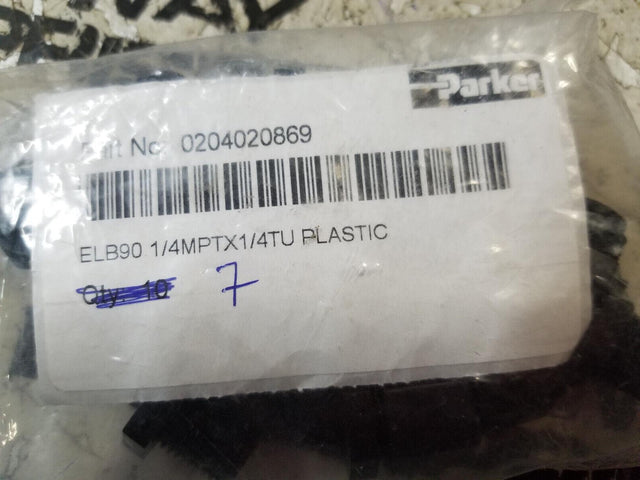 Parker
Part No: 0204020869
ELB90 1/4MPTX1/4TU PLASTIC
Qty: 10 7